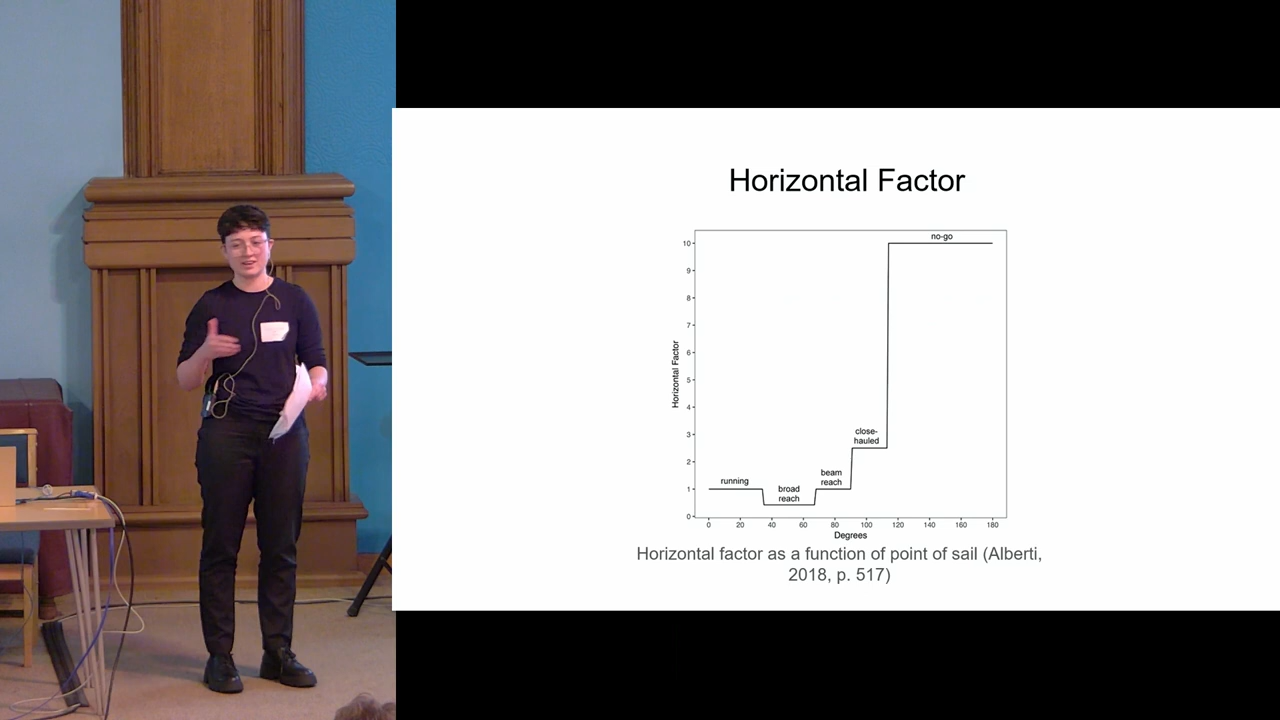 Horizontal Factor
no-go
10
9
8
7
6
5
4
3
2
1
0
Horizontal Factor
close-
hauled
beam
reach
running
broad
reach
0 20 40 60 80 100 120 140 160 180
Degrees
Horizontal factor as a function of point of sail (Alberti,
2018, p. 517)